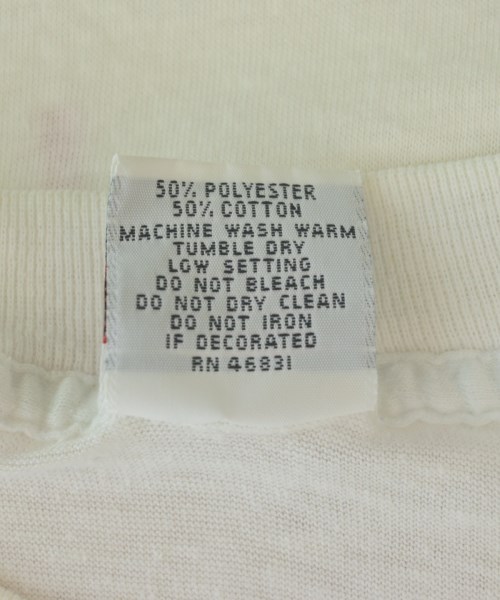 50% POLYESTER
50% COTTON
MACHINE WASH WARM
TUMBLE DRY
LOW SETTING
DO NOT BLEACH
DO NOT DRY CLEAN
DO NOT IRON
IF DECORATED
RN 46831